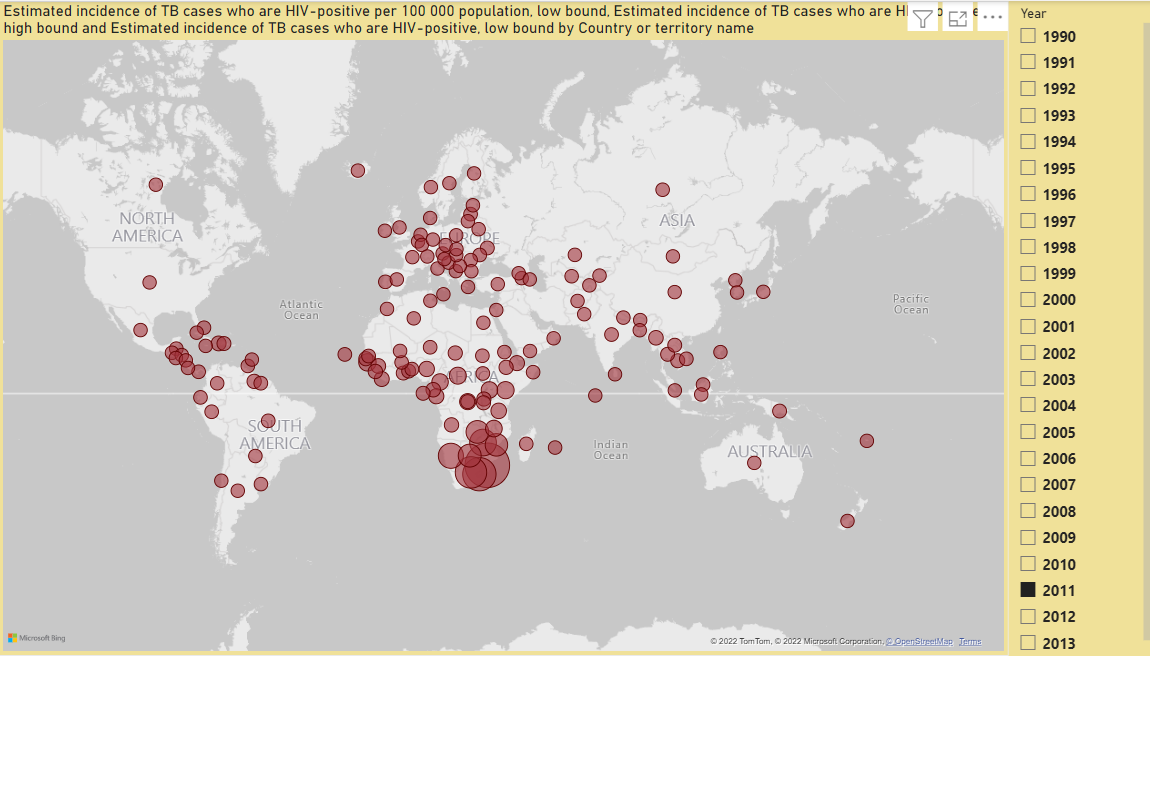 Estimated incidence of TB cases who are HIV-positive per 100 000 population, low bound, Estimated incidence of TB cases who are
high bound and Estimated incidence of TB cases who are HIV-positive, low bound by Country or territory name
Year
1990
1991
1992
1993
1994
1995
1996
1997
1998
1999
2000
2001
2002
2003
2004
2005
2006
2007
2008
2009
2010
2011
2012
2013
NORTH
AMERICA
ASIA
Atlantic
Ocean
Pacific
Ocean
SOUTH
AMERICA
Indian
Ocean
AUSTRALIA
Microsoft Bing
© 2022 TomTom, © 2022 Microsoft Corporation, © OpenStreetMap Terms